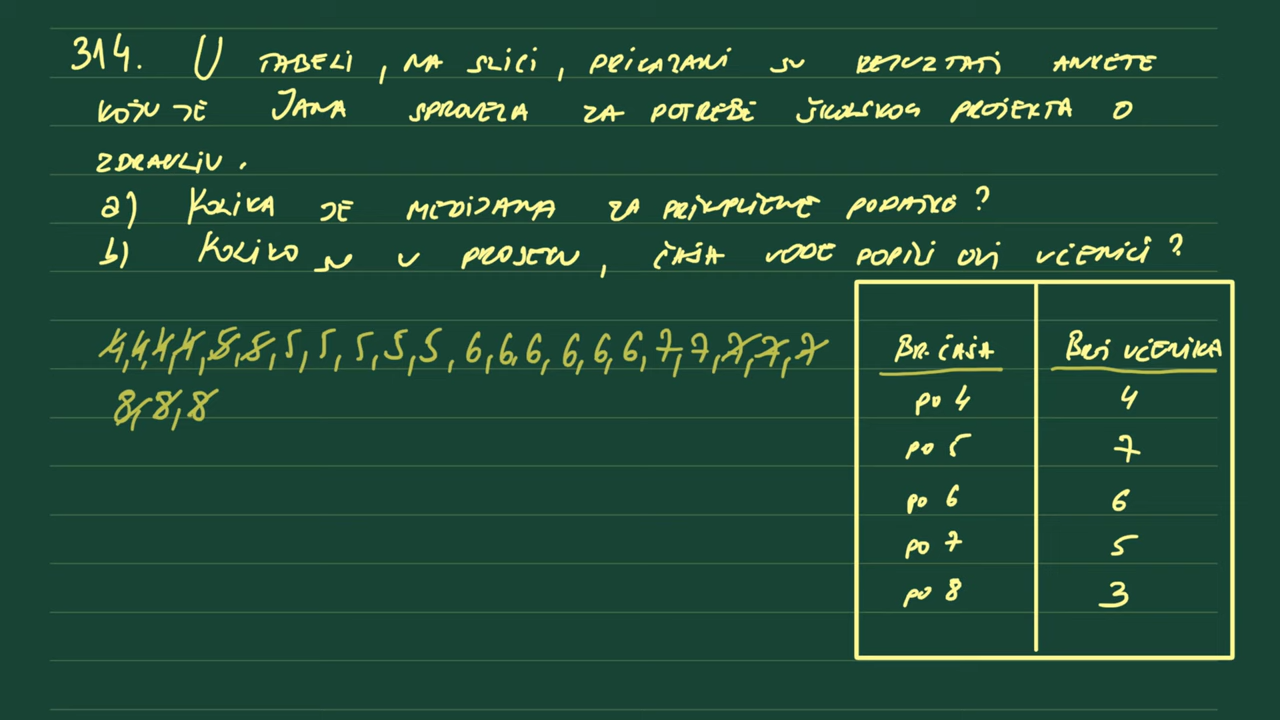 314. U TABELI, NA SLICI, PRIKAZANI SU REZULTATI ANKETE
KOJU JE JANA SPROVELA ZA POTREBE ŠKOLSKOG PROJEKTA O
ZDRAVLJU.
a) KOLIKA JE MEDIJANA ZA PRIKUPLJENE PODATKE?
b) KOLIKO SU U PROSEKU, ČAŠA VODE POPILI OVI UČENICI?
4,4,4,4,5,5,5,5,5,5,5,6,6,6,6,6,6,7,7,7,7,7
8,8,8
BR. ČAŠA BROJ UČENIKA
PO 4 4
PO 5 7
PO 6 6
PO 7 5
PO 8 3